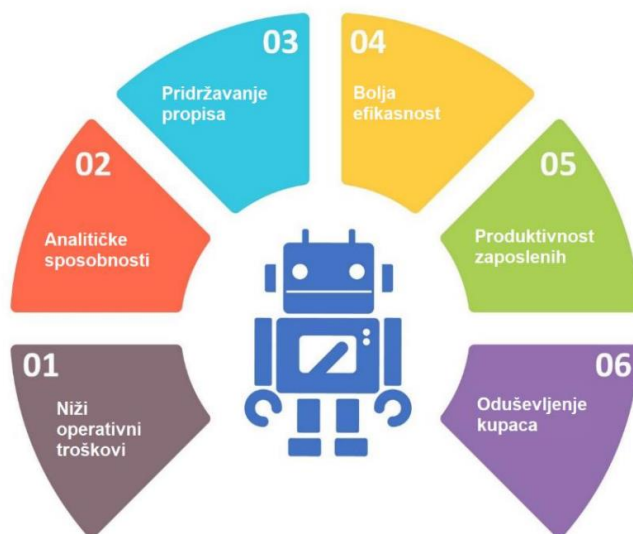 01
Niži
operativni
troškovi
02
Analitičke
sposobnosti
03
Pridržavanje
propisa
04
Bolja
efikasnost
05
Produktivnost
zaposlenih
06
Oduševljenje
kupaca